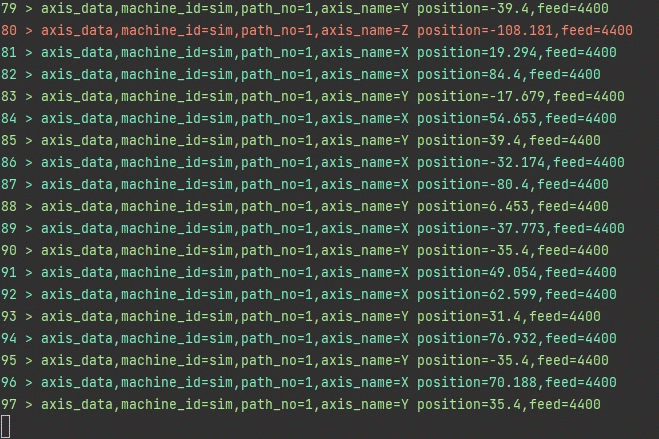 79 > axis_data,machine_id=sim,path_no=1,axis_name=Y position=-39.4,feed=4400
80 > axis_data,machine_id=sim,path_no=1,axis_name=Z position=-108.181,feed=4400
81 > axis_data,machine_id=sim,path_no=1,axis_name=X position=19.294,feed=4400
82 > axis_data,machine_id=sim,path_no=1,axis_name=X position=84.4,feed=4400
83 > axis_data,machine_id=sim,path_no=1,axis_name=Y position=-17.679,feed=4400
84 > axis_data,machine_id=sim,path_no=1,axis_name=X position=54.653,feed=4400
85 > axis_data,machine_id=sim,path_no=1,axis_name=Y position=39.4,feed=4400
86 > axis_data,machine_id=sim,path_no=1,axis_name=X position=-32.174,feed=4400
87 > axis_data,machine_id=sim,path_no=1,axis_name=X position=-80.4,feed=4400
88 > axis_data,machine_id=sim,path_no=1,axis_name=Y position=6.453,feed=4400
89 > axis_data,machine_id=sim,path_no=1,axis_name=X position=-37.773,feed=4400
90 > axis_data,machine_id=sim,path_no=1,axis_name=Y position=-35.4,feed=4400
91 > axis_data,machine_id=sim,path_no=1,axis_name=X position=49.054,feed=4400
92 > axis_data,machine_id=sim,path_no=1,axis_name=X position=62.599,feed=4400
93 > axis_data,machine_id=sim,path_no=1,axis_name=Y position=31.4,feed=4400
94 > axis_data,machine_id=sim,path_no=1,axis_name=X position=76.932,feed=4400
95 > axis_data,machine_id=sim,path_no=1,axis_name=Y position=-35.4,feed=4400
96 > axis_data,machine_id=sim,path_no=1,axis_name=X position=70.188,feed=4400
97 > axis_data,machine_id=sim,path_no=1,axis_name=Y position=35.4,feed=4400